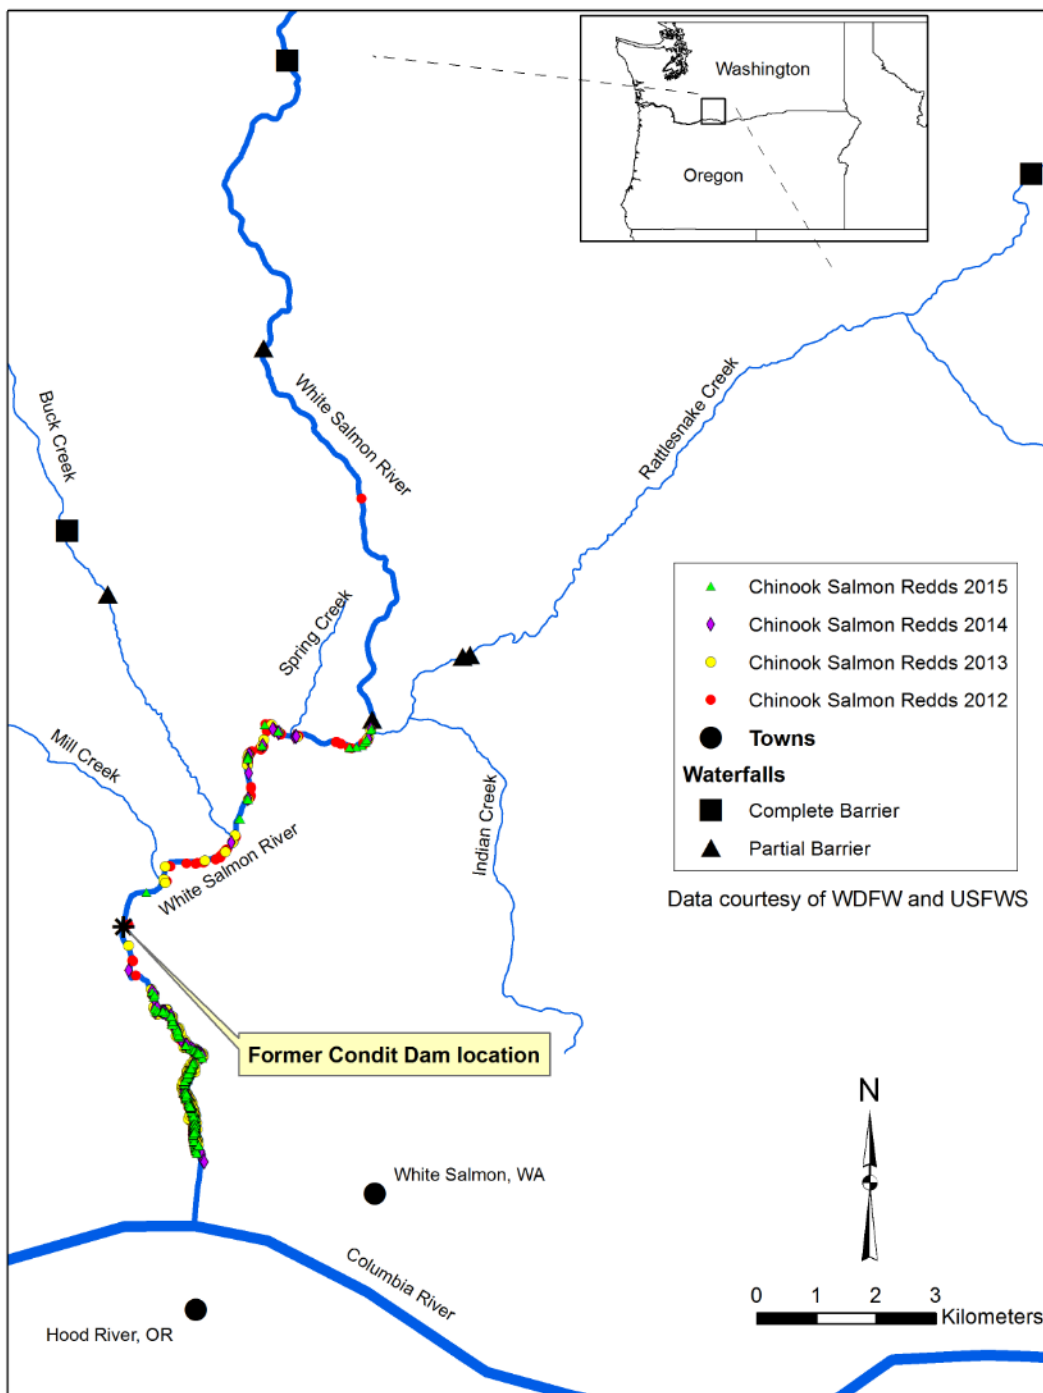 Washington
Oregon
White Salmon River
Buck Creek
Rattlesnake Creek
Spring Creek
Mill Creek
Indian Creek
White Salmon River
Chinook Salmon Redds 2015
Chinook Salmon Redds 2014
Chinook Salmon Redds 2013
Chinook Salmon Redds 2012
Towns
Waterfalls
Complete Barrier
Partial Barrier
Data courtesy of WDFW and USFWS
Former Condit Dam location
N
White Salmon, WA
Columbia River
Hood River, OR
0 1 2 3
Kilometers